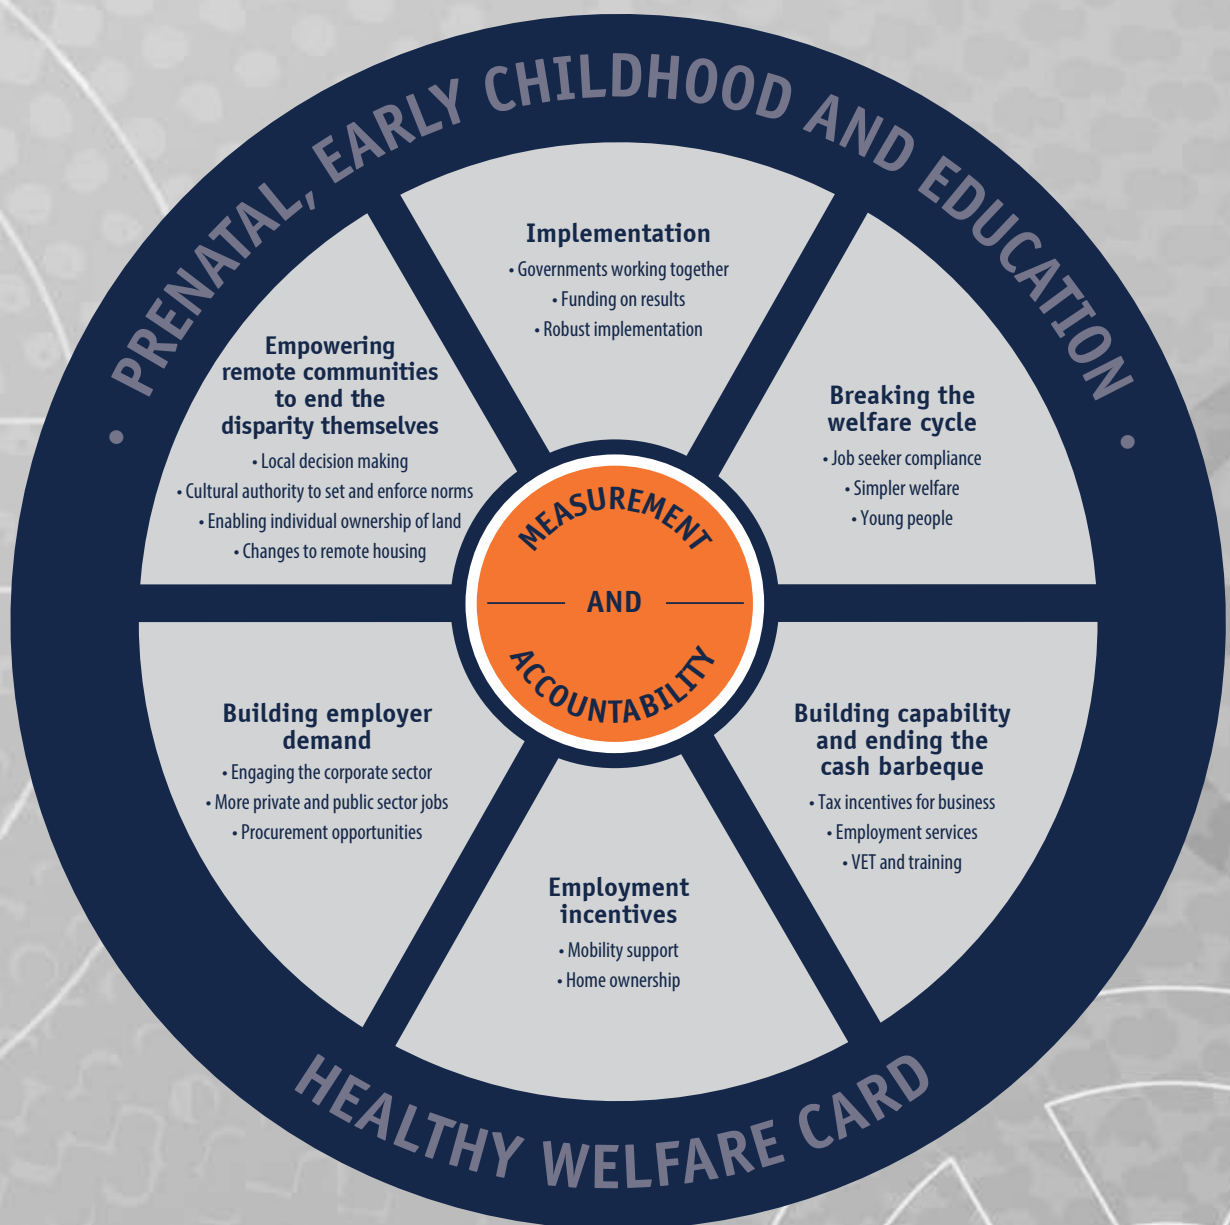 PRENATAL, EARLY CHILDHOOD AND EDUCATION
Implementation
• Governments working together
• Funding on results
• Robust implementation
Empowering
remote communities
to end the
disparity themselves
• Local decision making
• Cultural authority to set and enforce norms
• Enabling individual ownership of land
• Changes to remote housing
Breaking the
welfare cycle
• Job seeker compliance
• Simpler welfare
• Young people
MEASUREMENT
AND
ACCOUNTABILITY
Building employer
demand
• Engaging the corporate sector
• More private and public sector jobs
• Procurement opportunities
Building capability
and ending the
cash barbeque
• Tax incentives for business
• Employment services
• VET and training
Employment
incentives
• Mobility support
• Home ownership
HEALTHY WELFARE CARD